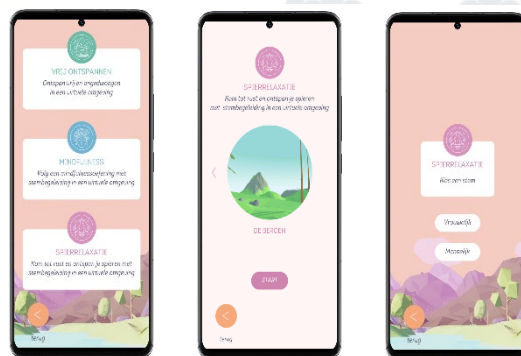 VRIJ ONTSPANNEN
Ontspan vrij en ongedwongen
in een virtuele omgeving
MINDFULNESS
Volg een mindfulnessoefening met
stembegeleiding in een virtuele omgeving
SPIERRELAXATIE
Kom tot rust en ontspan je spieren met
stembegeleiding in een virtuele omgeving
Terug
SPIERRELAXATIE
Kom tot rust en ontspan je spieren
met stembegeleiding in een virtuele omgeving
DE BERGEN
START
Terug
SPIERRELAXATIE
Kies een stem
Vrouwelijk
Mannelijk
Terug